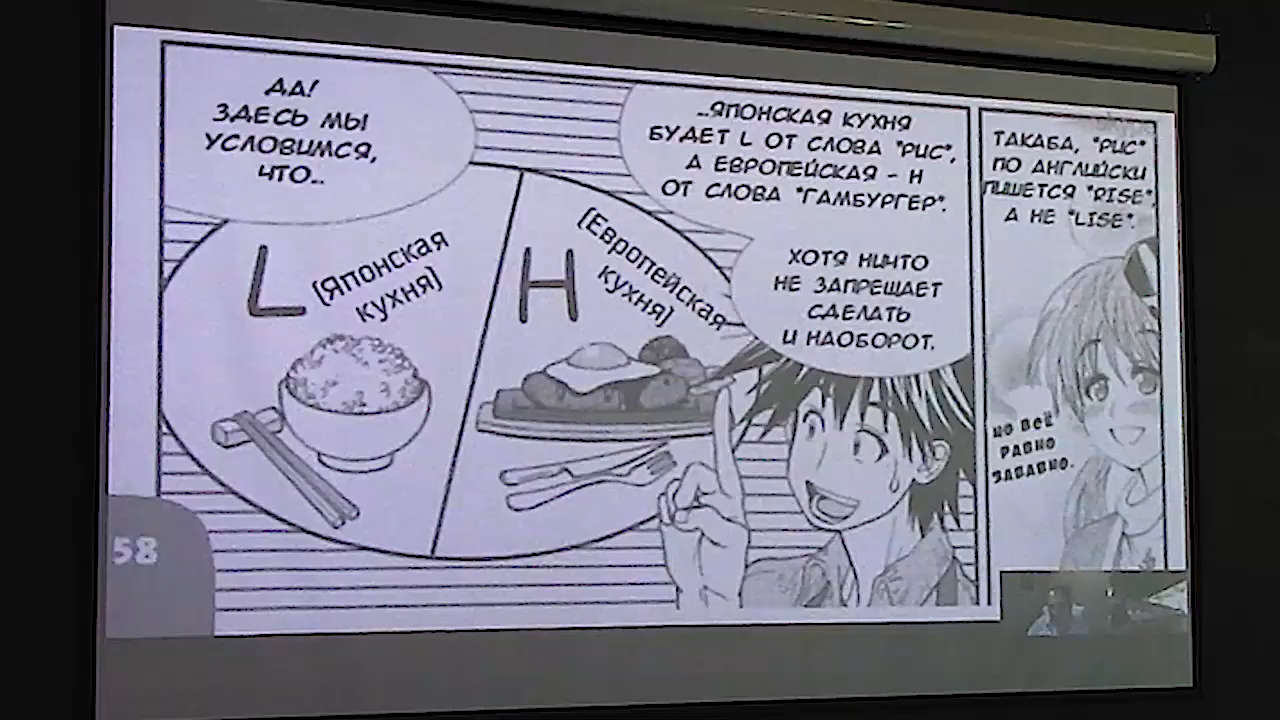 ДА!
ЗДЕСЬ МЫ
УСЛОВИМСЯ,
ЧТО..
..ЯПОНСКАЯ КУХНЯ
БУДЕТ L ОТ СЛОВА "РИС",
А ЕВРОПЕЙСКАЯ - H
ОТ СЛОВА "ГАМБУРГЕР".
ХОТЯ НИЧТО
НЕ ЗАПРЕЩАЕТ
СДЕЛАТЬ
И НАОБОРОТ.
L
[Японская
кухня]
H
[Европейская
кухня]
ТАКАБА, "РИС"
ПО АНГЛИЙСКИ
ПИШЕТСЯ "RISE",
А НЕ "LISE".
НО ВСЁ
РАВНО
ЗАБАВНО.
58